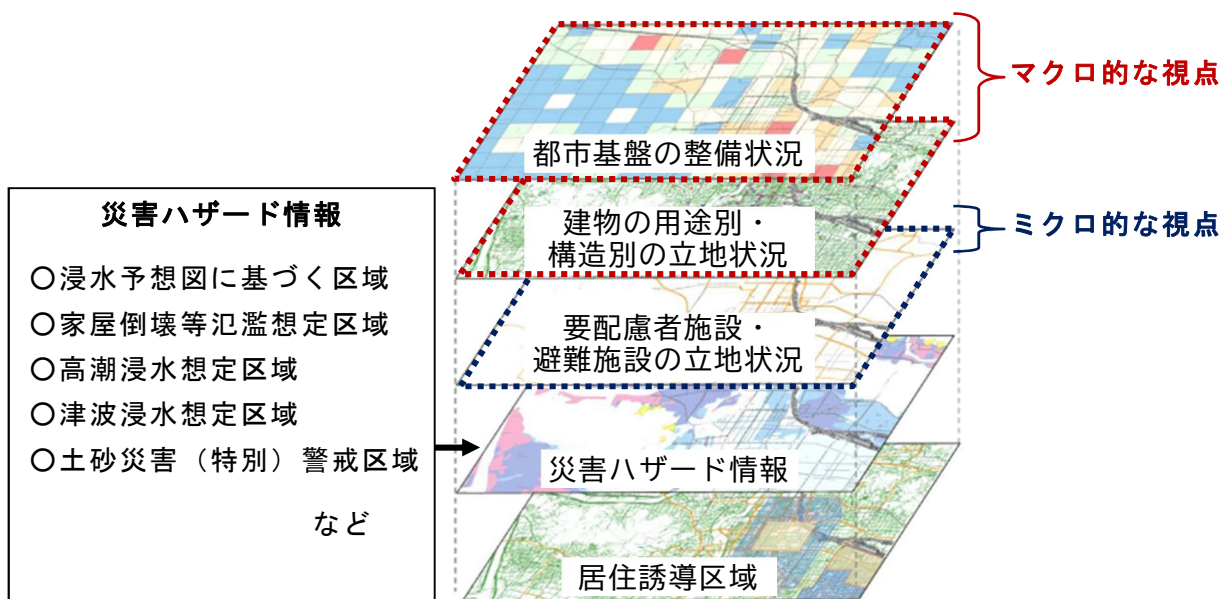 マクロ的な視点
都市基盤の整備状況
災害ハザード情報
〇浸水予想図に基づく区域
〇家屋倒壊等氾濫想定区域
〇高潮浸水想定区域
〇津波浸水想定区域
〇土砂災害（特別）警戒区域
など
建物の用途別・
構造別の立地状況
ミクロ的な視点
要配慮者施設・
避難施設の立地状況
災害ハザード情報
居住誘導区域